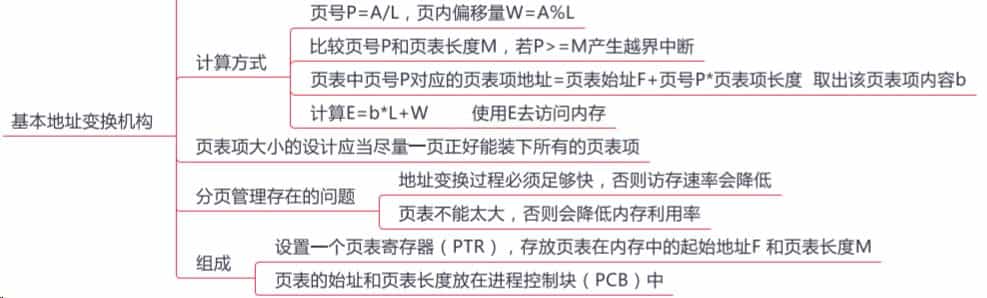 页号P=A/L，页内偏移量W=A%L
比较页号P和页表长度M，若P>=M产生越界中断
计算方式
页表中页号P对应的页表项地址=页表始址F+页号P*页表项长度 取出该页表项内容b
计算E=b*L+W 使用E去访问内存
基本地址变换机构
页表项大小的设计应当尽量一页正好能装下所有的页表项
地址变换过程必须足够快，否则访存速率会降低
分页管理存在的问题
页表不能太大，否则会降低内存利用率
设置一个页表寄存器（PTR），存放页表在内存中的起始地址F 和页表长度M
组成
页表的始址和页表长度放在进程控制块（PCB）中